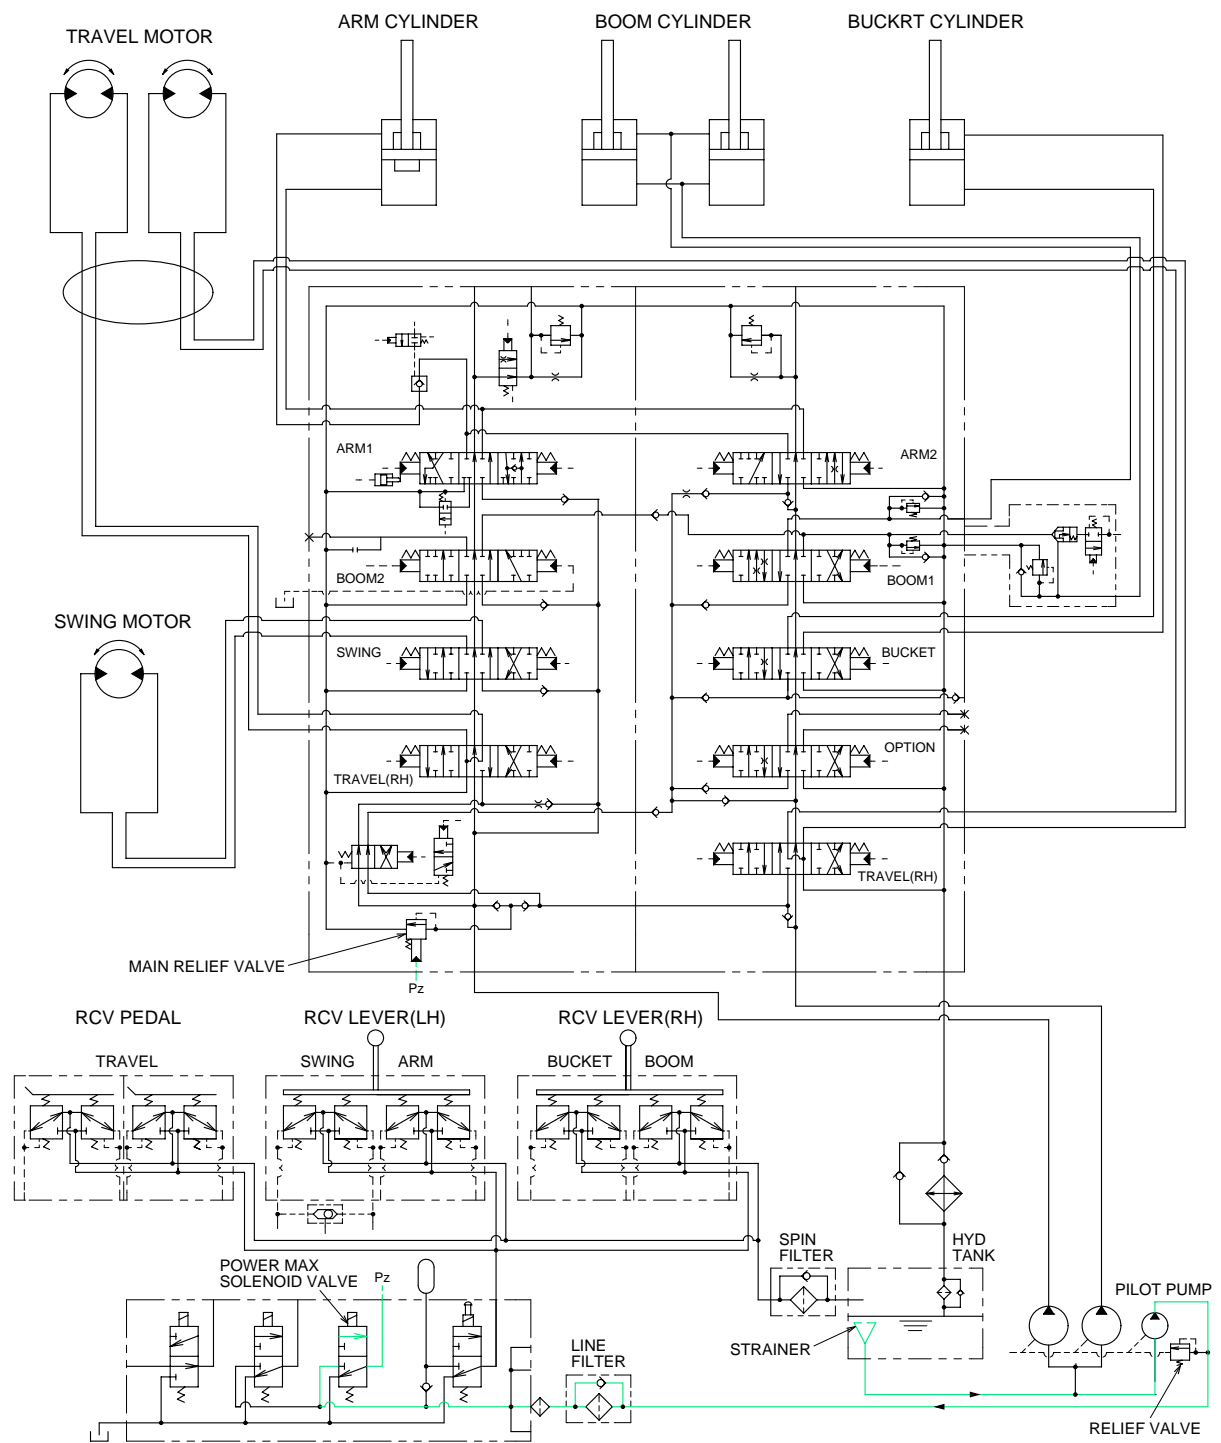 ARM CYLINDER
BOOM CYLINDER
BUCKRT CYLINDER
TRAVEL MOTOR
ARM1
ARM2
BOOM2
BOOM1
SWING MOTOR
SWING
BUCKET
OPTION
TRAVEL(RH)
TRAVEL(RH)
MAIN RELIEF VALVE
Pz
RCV PEDAL
RCV LEVER(LH)
RCV LEVER(RH)
TRAVEL
SWING
ARM
BUCKET
BOOM
SPIN
FILTER
HYD
TANK
POWER MAX
SOLENOID VALVE
Pz
PILOT PUMP
STRAINER
LINE
FILTER
RELIEF VALVE